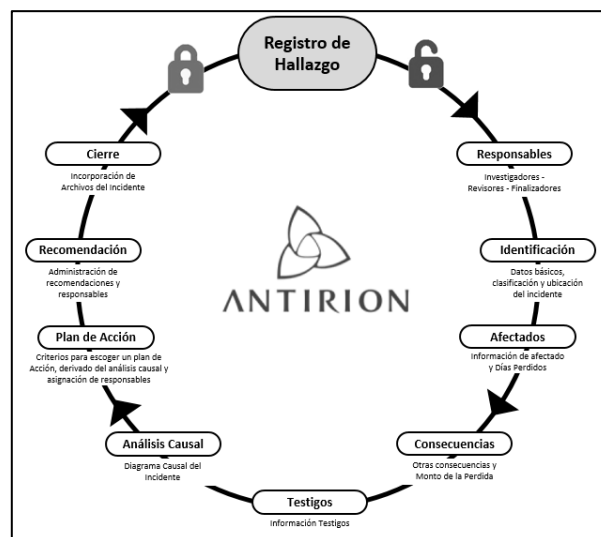 Registro de
Hallazgo
Responsables
Investigadores -
Revisores - Finalizadores
Identificación
Datos básicos,
clasificación y ubicación
del incidente
Afectados
Información de afectado
y Días Perdidos
Consecuencias
Otras consecuencias y
Monto de la Perdida
Testigos
Información Testigos
Análisis Causal
Diagrama Causal del
Incidente
Plan de Acción
Criterios para escoger un plan de
Acción, derivado del análisis causal y
asignación de responsables
Recomendación
Administración de
recomendaciones y
responsables
Cierre
Incorporación de
Archivos del Incidente
ANTIRION